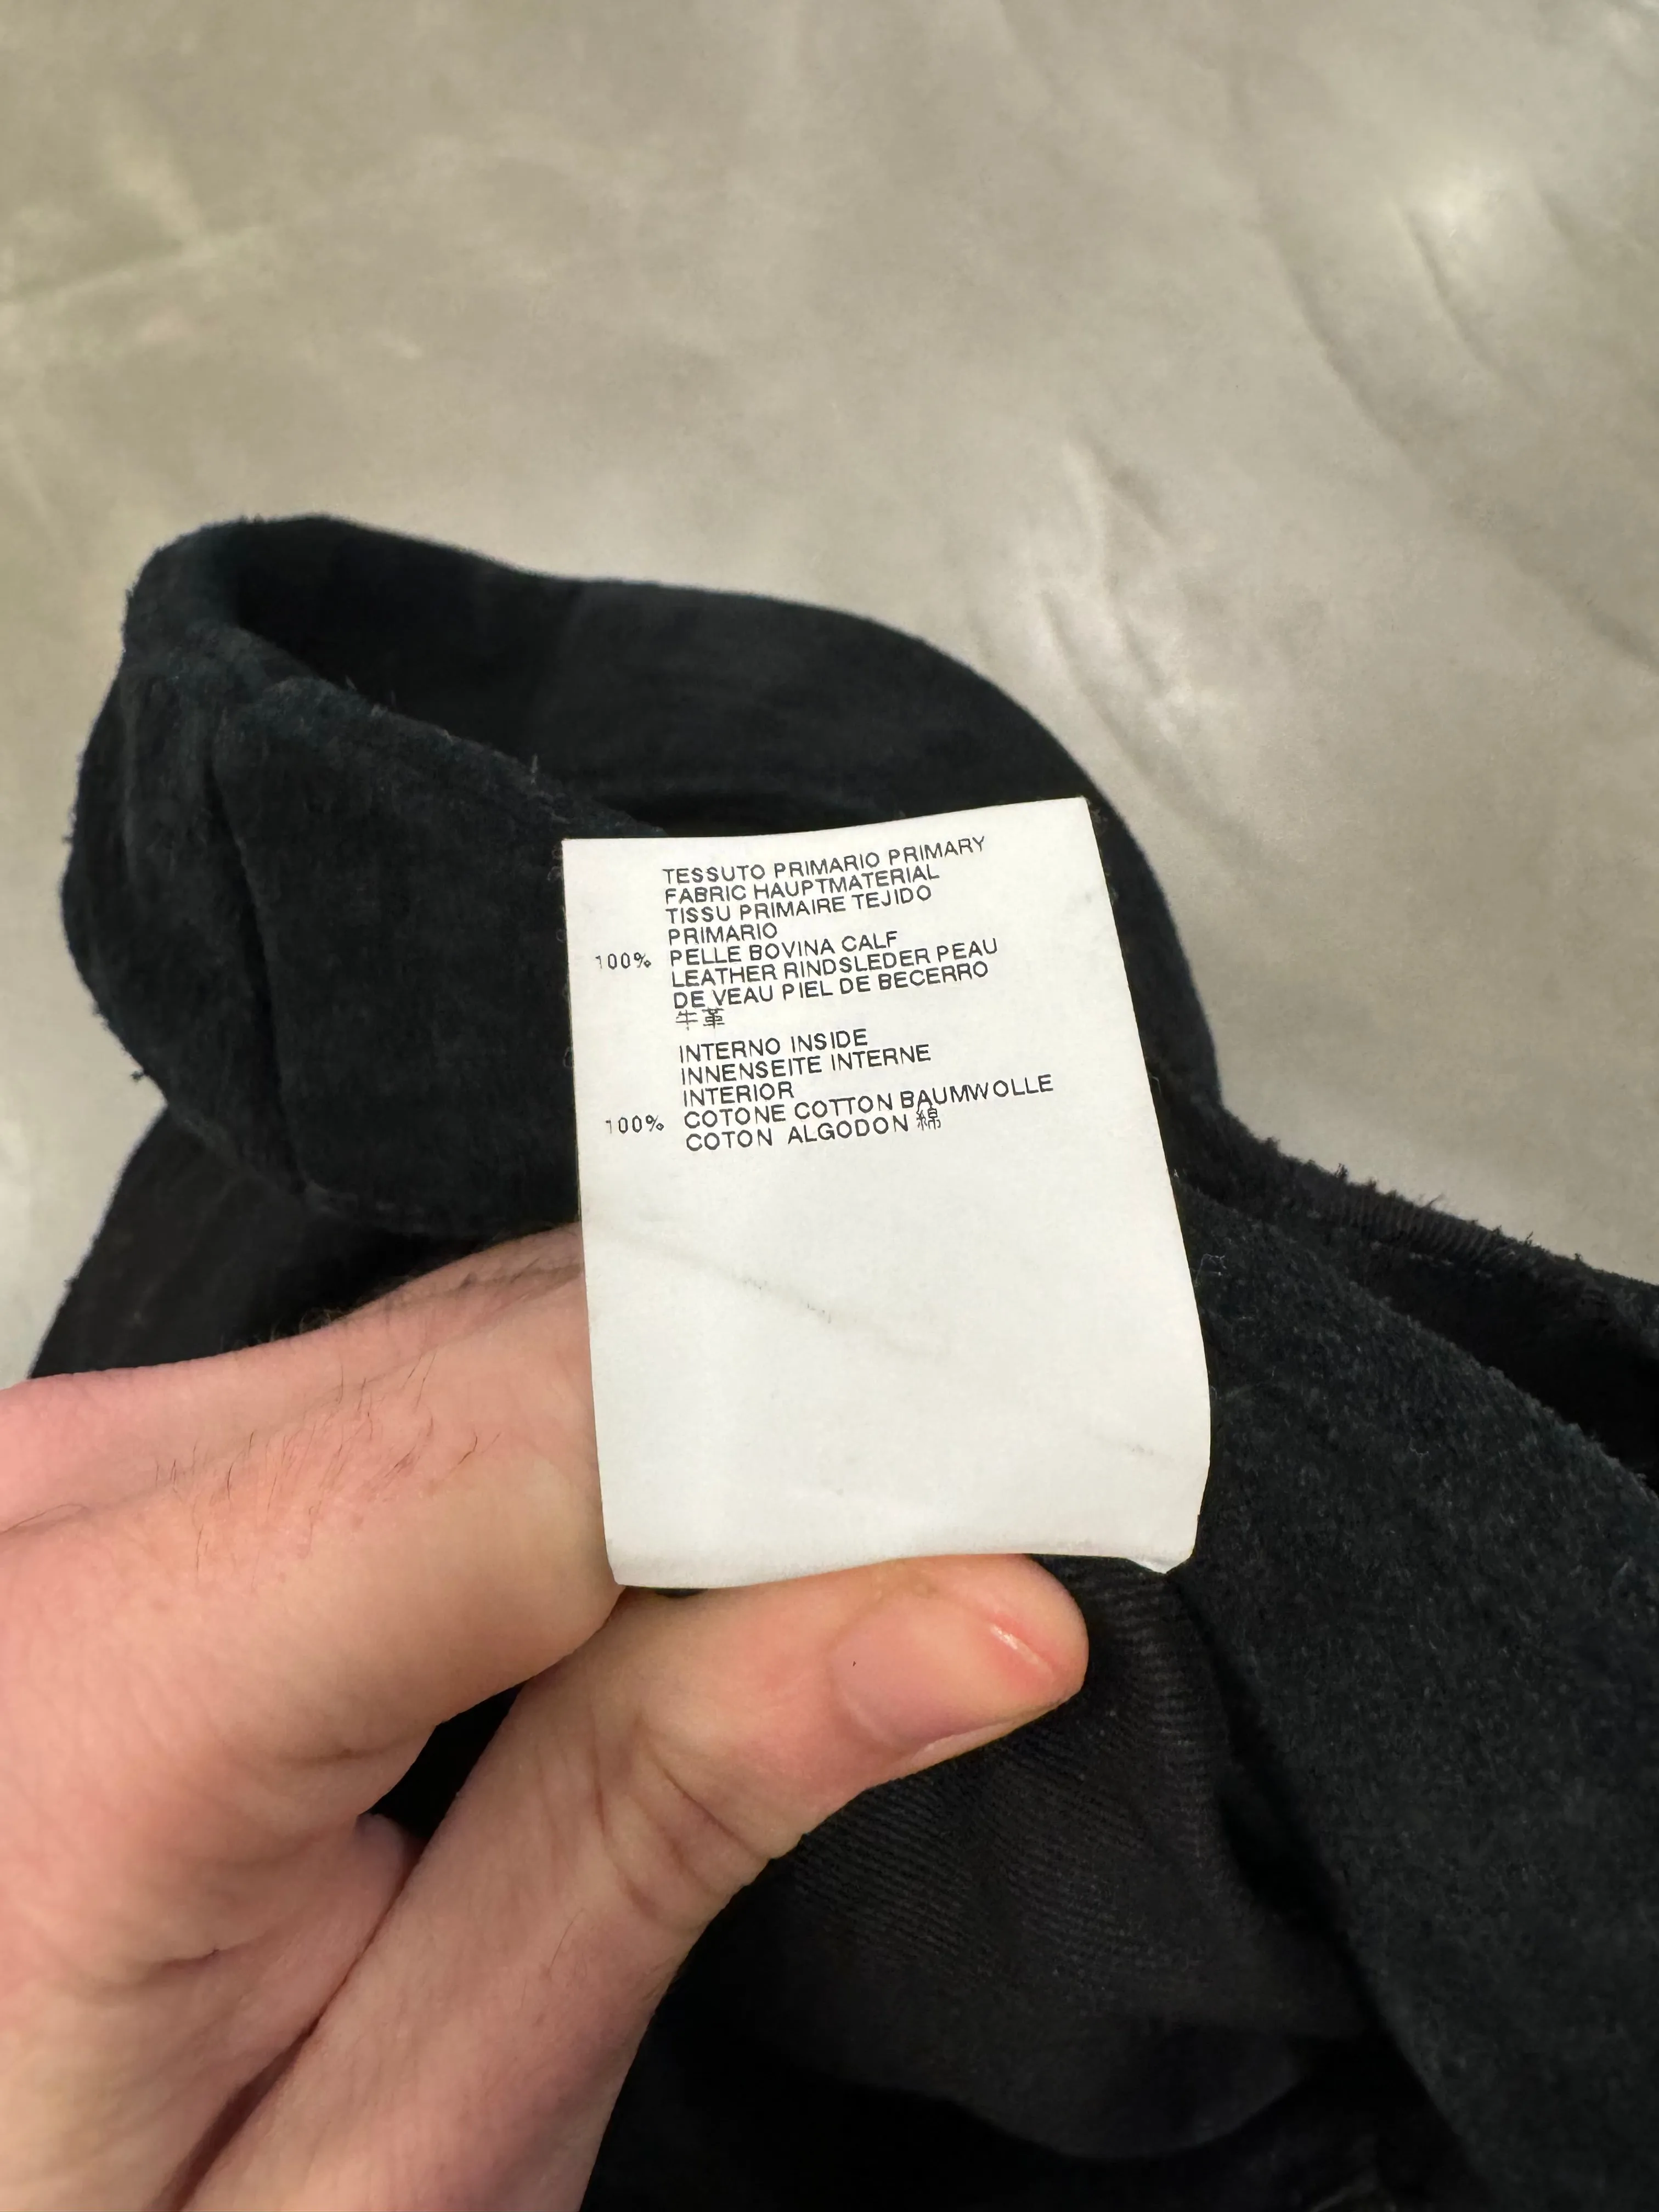 TESSUTO PRIMARIO PRIMARY
FABRIC HAUPTMATERIAL
TISSU PRIMAIRE TEJIDO
PRIMARIO
100% PELLE BOVINA CALF
LEATHER RINDSLEDER PEAU
DE VEAU PIEL DE BECERRO
牛革
INTERNO INSIDE
INNENSEITE INTERNE
INTERIOR
100% COTONE COTTON BAUMWOLLE
COTON ALGODON 綿